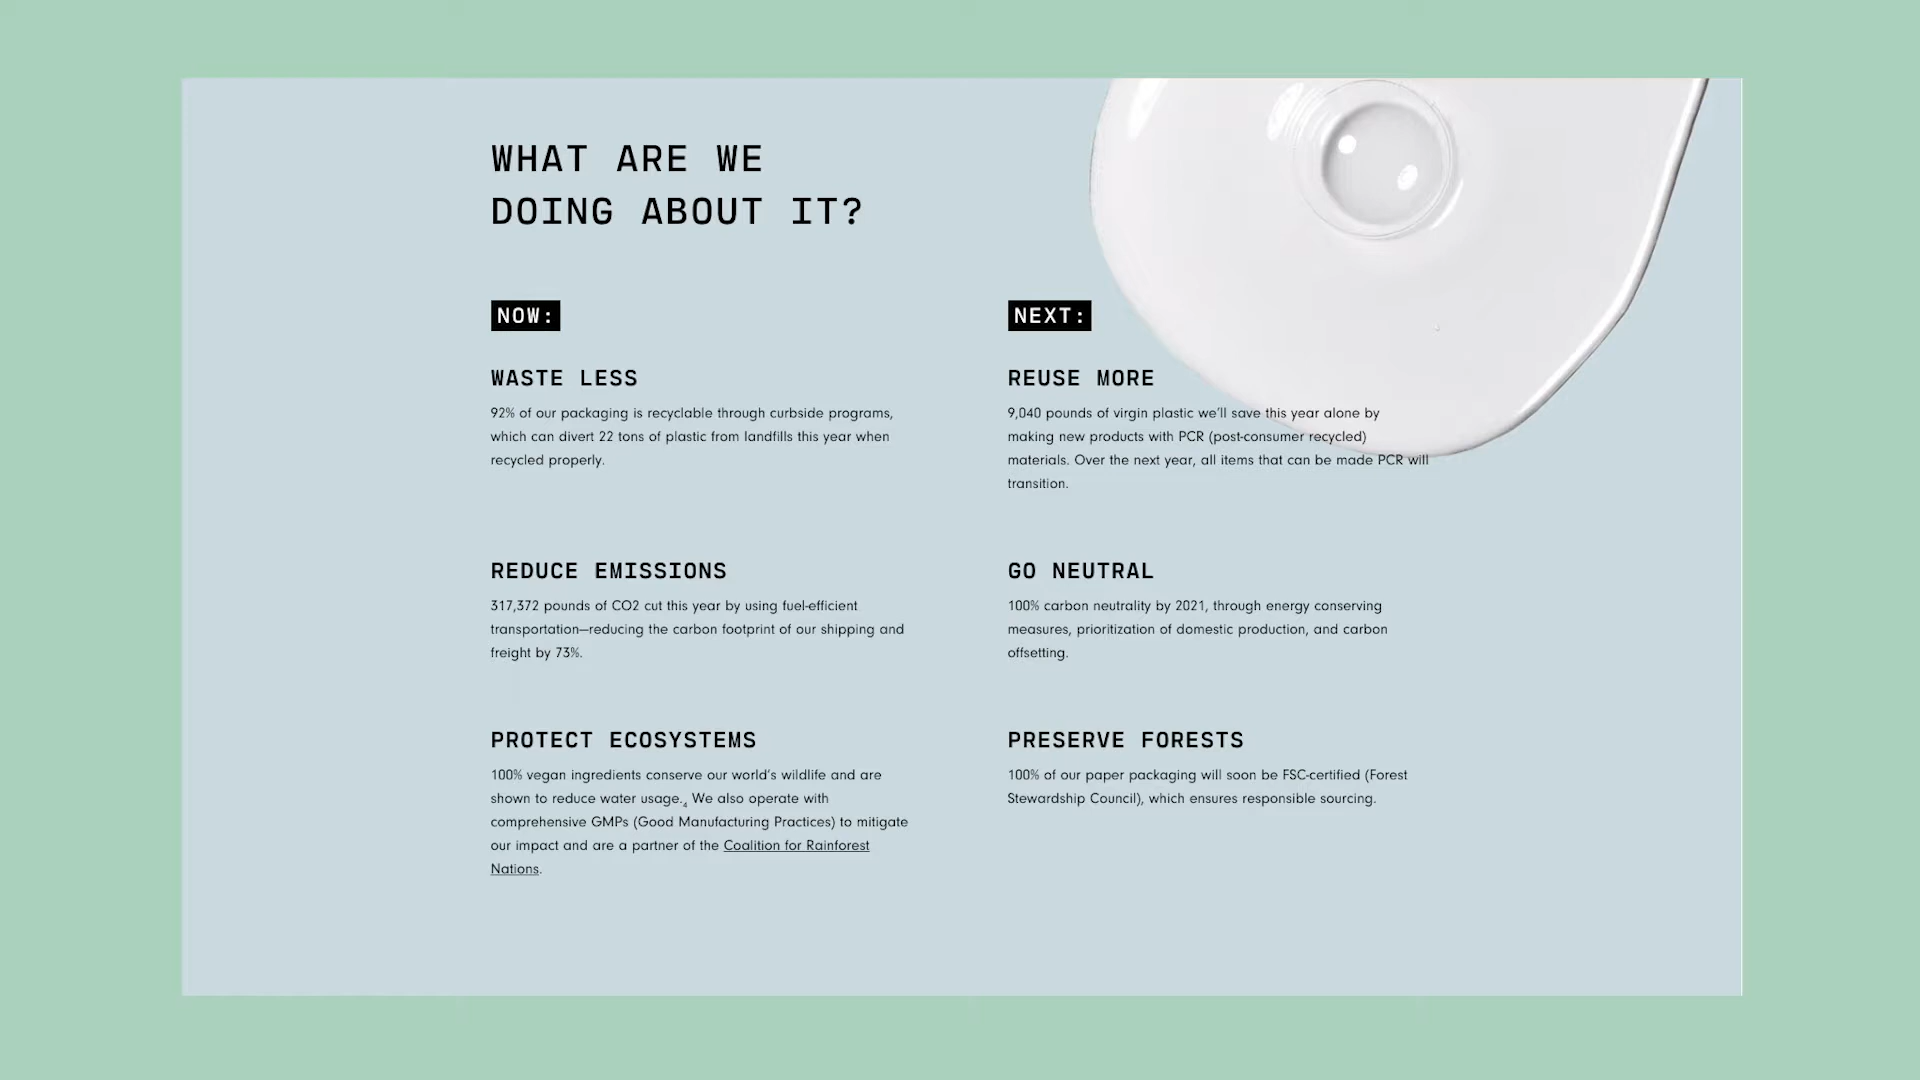 WHAT ARE WE
DOING ABOUT IT?
NOW:
WASTE LESS
92% of our packaging is recyclable through curbside programs,
which can divert 22 tons of plastic from landfills this year when
recycled properly.
REDUCE EMISSIONS
317,372 pounds of CO2 cut this year by using fuel-efficient
transportation—reducing the carbon footprint of our shipping and
freight by 73%.
PROTECT ECOSYSTEMS
100% vegan ingredients conserve our world's wildlife and are
shown to reduce water usage.₄ We also operate with
comprehensive GMPs (Good Manufacturing Practices) to mitigate
our impact and are a partner of the Coalition for Rainforest
Nations.
NEXT:
REUSE MORE
9,040 pounds of virgin plastic we'll save this year alone by
making new products with PCR (post-consumer recycled)
materials. Over the next year, all items that can be made PCR will
transition.
GO NEUTRAL
100% carbon neutrality by 2021, through energy conserving
measures, prioritization of domestic production, and carbon
offsetting.
PRESERVE FORESTS
100% of our paper packaging will soon be FSC-certified (Forest
Stewardship Council), which ensures responsible sourcing.